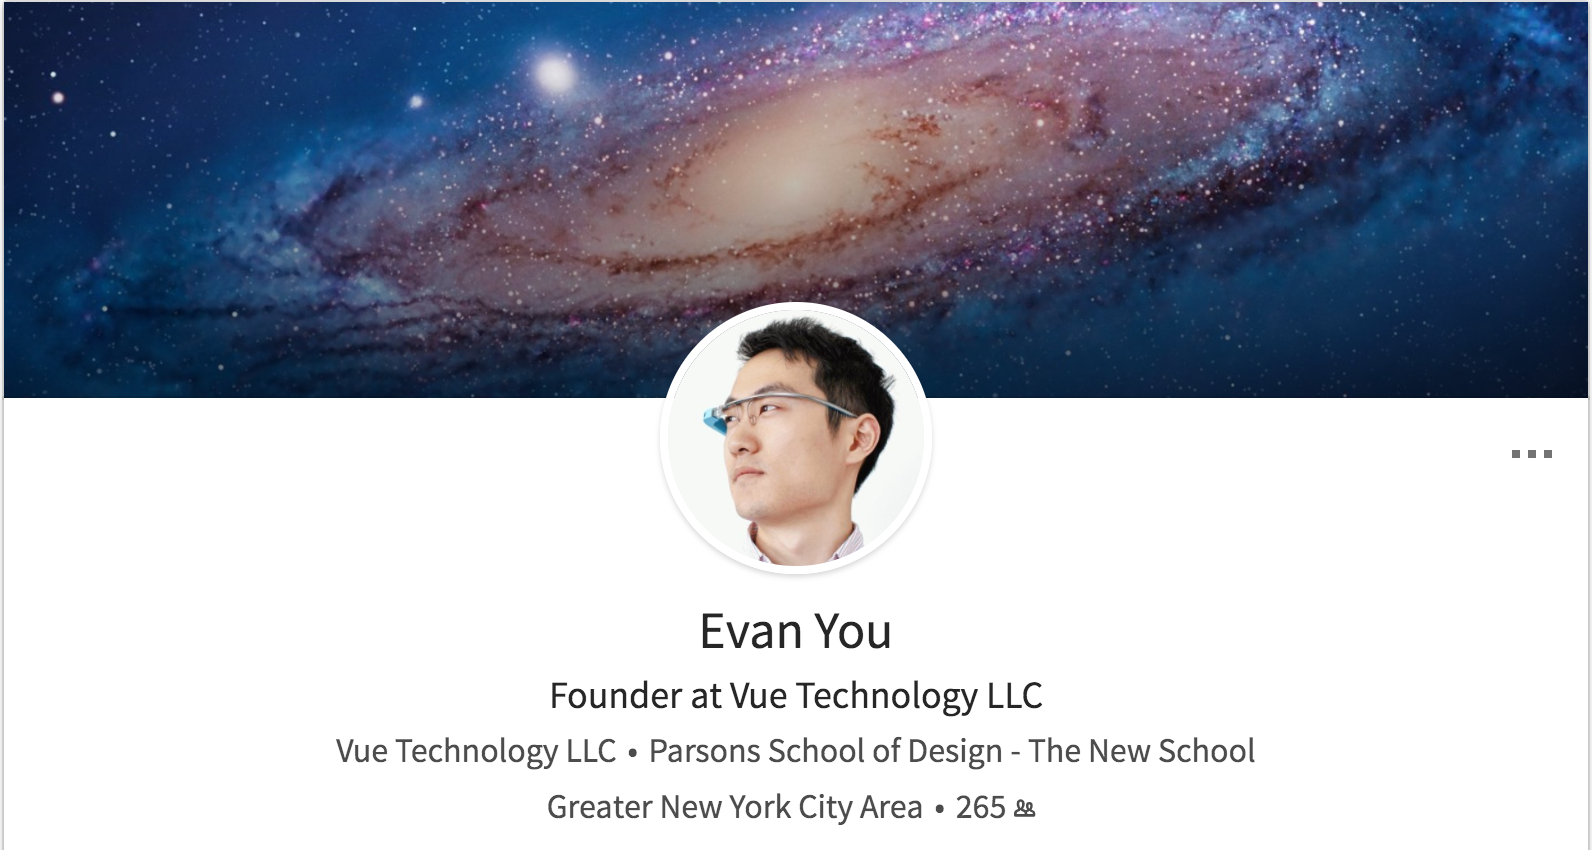 Evan You
Founder at Vue Technology LLC
Vue Technology LLC • Parsons School of Design - The New School
Greater New York City Area • 265